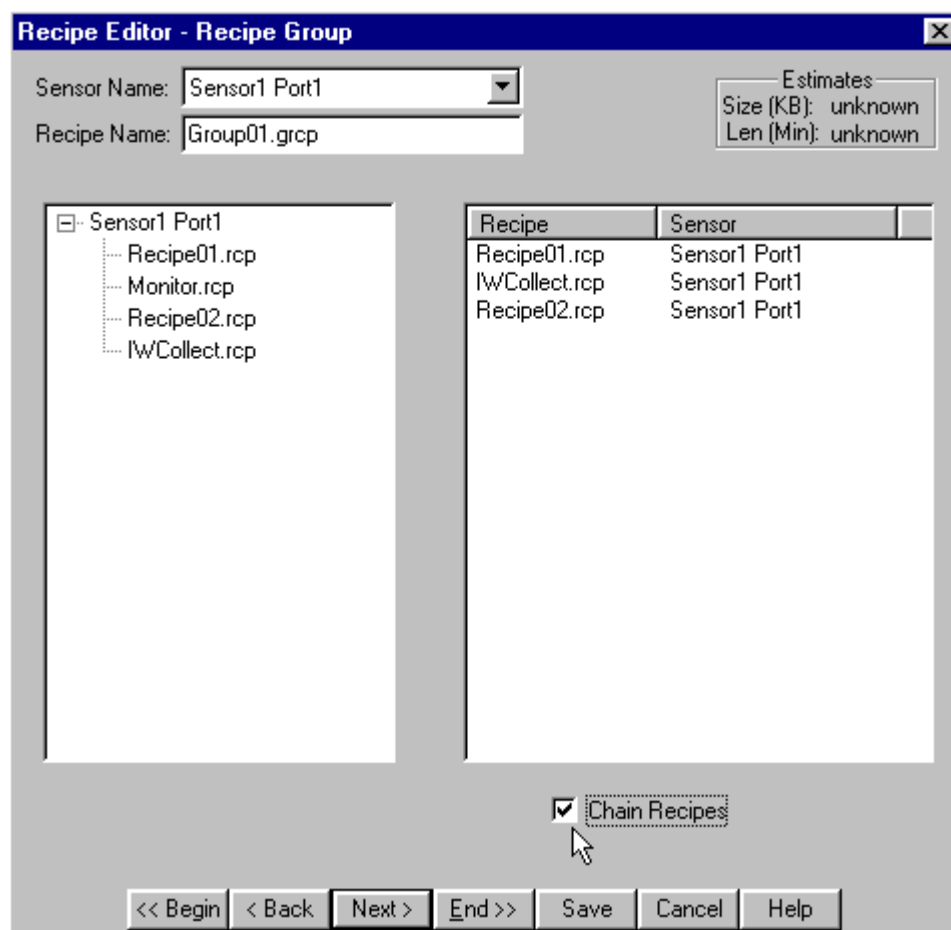 Recipe Editor - Recipe Group
Sensor Name: Sensor1 Port1
Recipe Name: Group01.grcp
Estimates
Size (KB): unknown
Len (Min): unknown
Sensor1 Port1
Recipe01.rcp
Monitor.rcp
Recipe02.rcp
IWCollect.rcp
Recipe Sensor
Recipe01.rcp Sensor1 Port1
IWCollect.rcp Sensor1 Port1
Recipe02.rcp Sensor1 Port1
Chain Recipes
<< Begin < Back Next > End >> Save Cancel Help